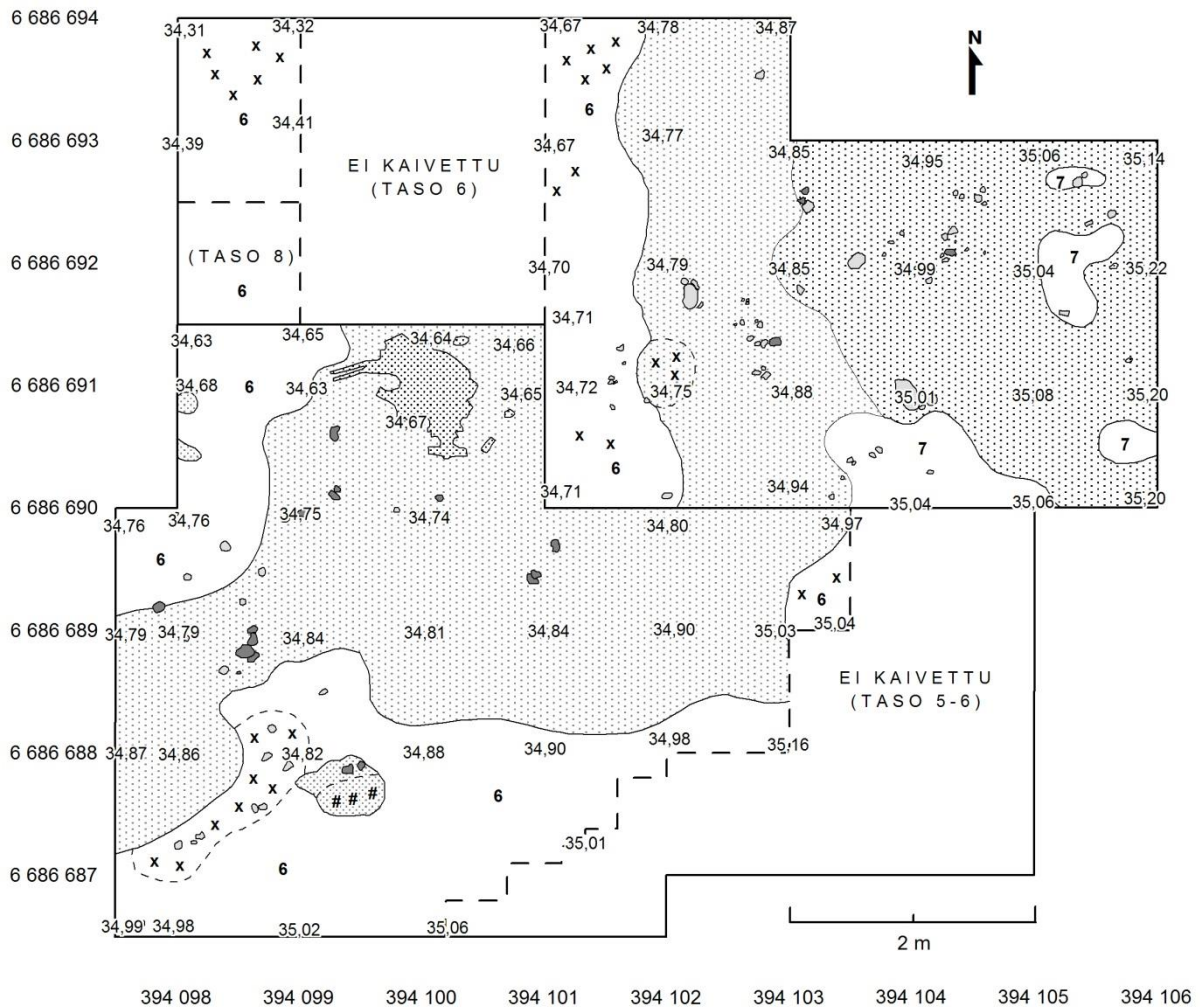 6 686 694
34,31 34,32 34,67 34,78 34,87
x x x x x x x
x x x x x
N
6 6
34,41 34,77
6 686 693
34,39 34,67 34,85 34,95 35,06 35,14
EI KAIVETTU
(TASO 6)
x x
7
(TASO 8)
6 686 692
34,70 34,79 34,85 34,99 35,04 7 35,22
6
34,71
34,63 34,65 34,64 34,66
x x x
6 686 691
34,68 6 34,63 34,65 34,72 34,75 34,88 35,01 35,08 35,20
34,67
x x 6 7 7
34,71 34,94 35,04 35,06 35,20
6 686 690
34,76 34,76 34,75 34,74 34,80 34,97
6
x x 6
6 686 689
34,79 34,79 34,84 34,81 34,84 34,90 35,03 35,04
EI KAIVETTU
(TASO 5-6)
x x
6 686 688
34,87 34,86 34,82 34,88 34,90 34,98 35,16
x x x x
# # #
6
35,01
x x 6
6 686 687
34,99 34,98 35,02 35,06
2 m
394 098 394 099 394 100 394 101 394 102 394 103 394 104 394 105 394 106